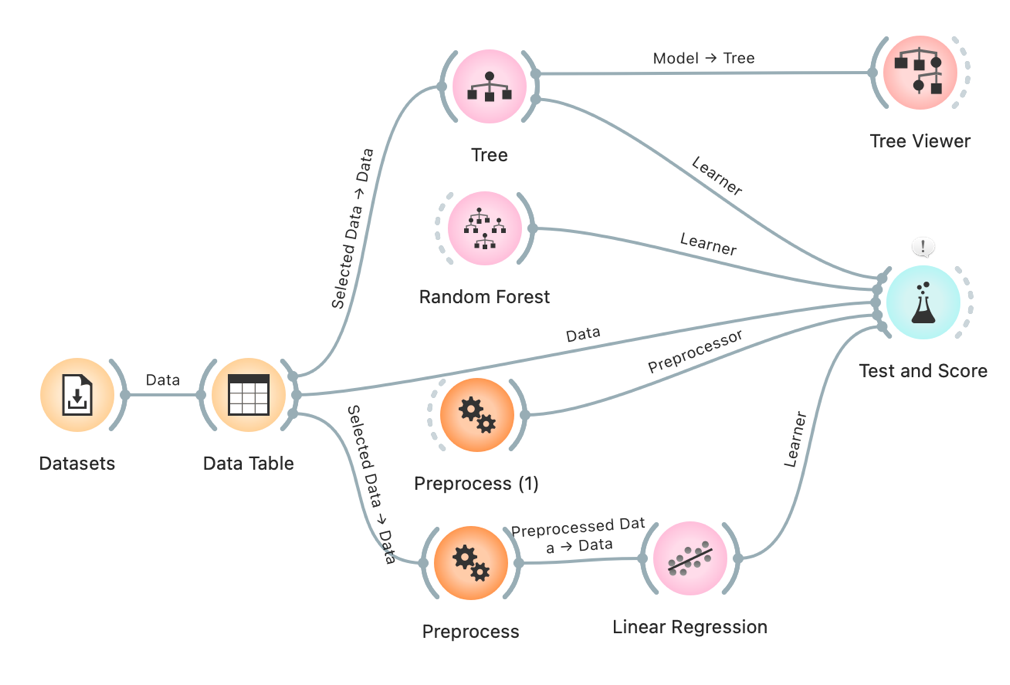 Model → Tree
Tree Viewer
Tree
Selected Data → Data
Learner
Random Forest
Learner
!
Test and Score
Data
Datasets
Data Table
Data
Preprocessor
Preprocess (1)
Selected Data → Data
Preprocess
Preprocessed Dat
a → Data
Linear Regression
Learner